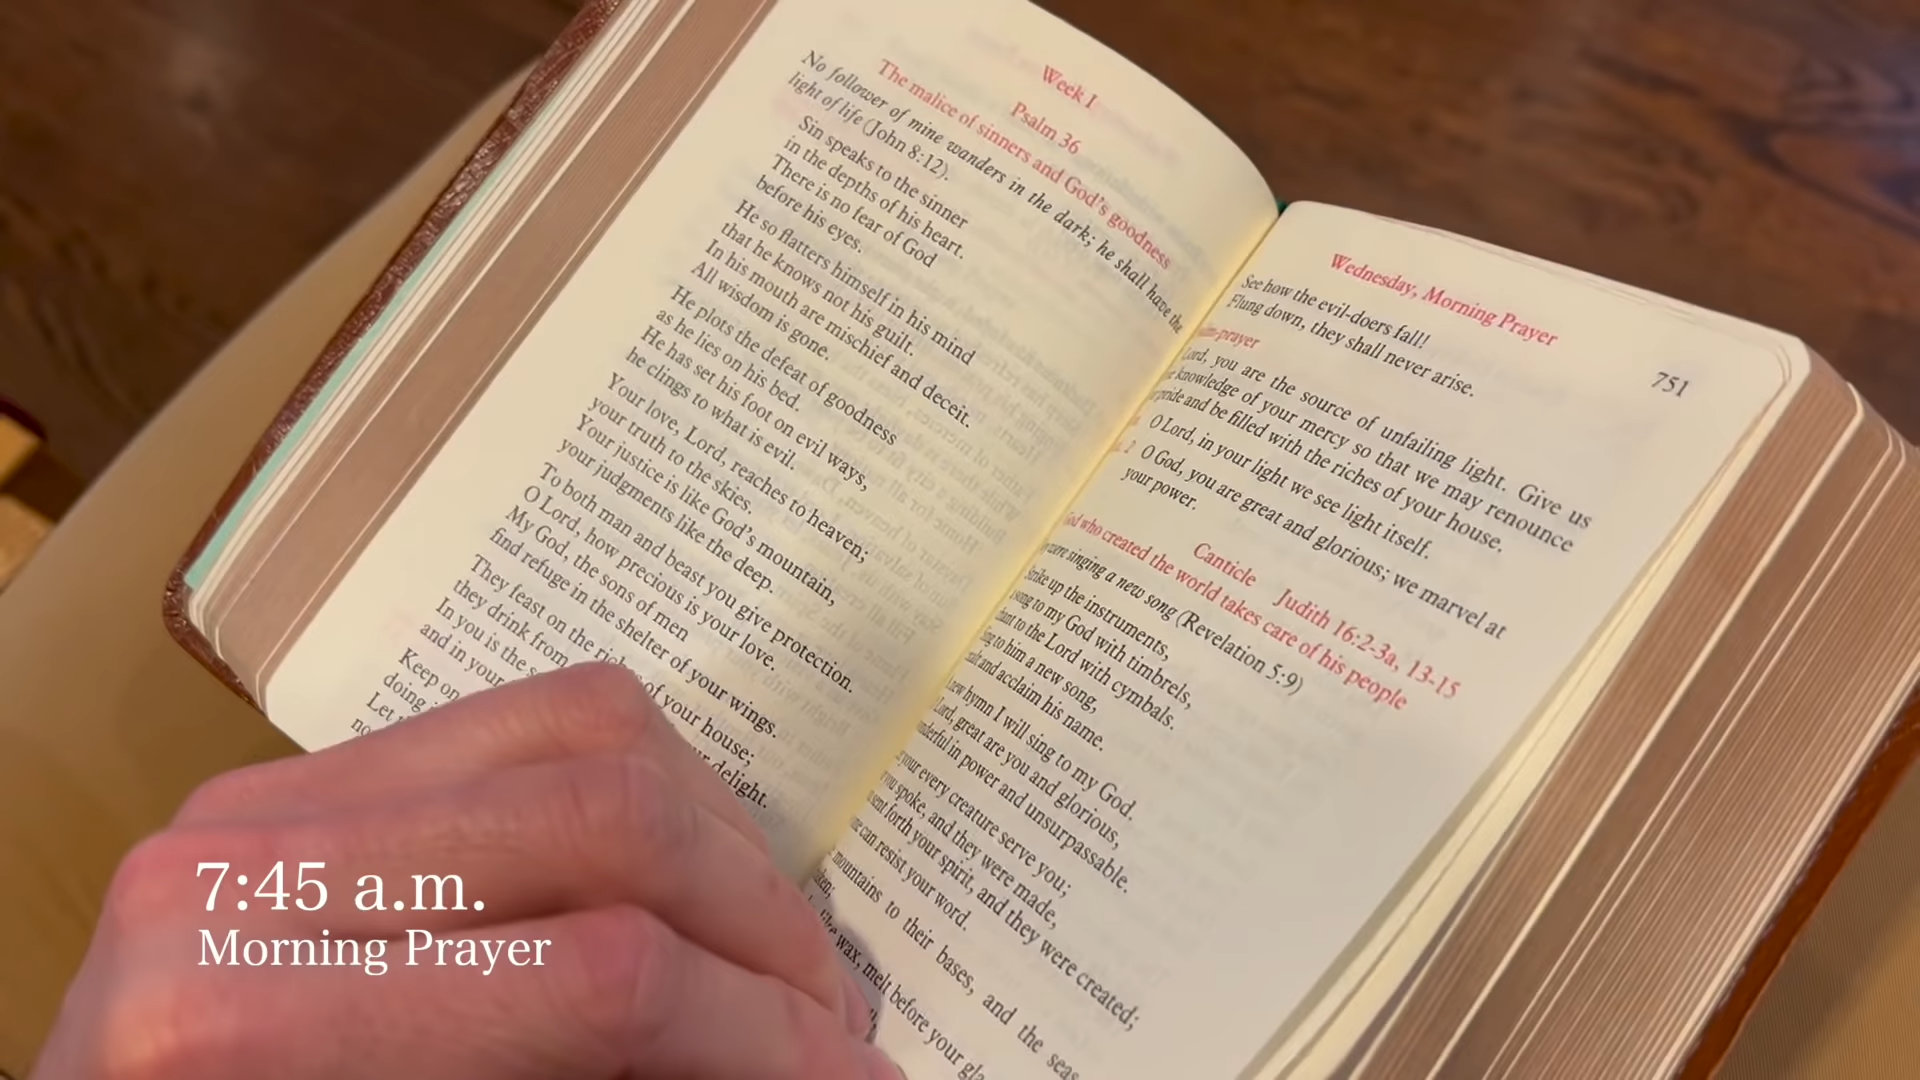 Week I
Psalm 36
The malice of sinners and God's goodness
No follower of mine wanders in the dark; he shall have the
light of life (John 8:12).
Sin speaks to the sinner
in the depths of his heart.
There is no fear of God
before his eyes.
He so flatters himself in his mind
that he knows not his guilt.
In his mouth are mischief and deceit.
All wisdom is gone.
He plots the defeat of goodness
as he lies on his bed.
He has set his foot on evil ways,
he clings to what is evil.
Your love, Lord, reaches to heaven;
your truth to the skies.
Your justice is like God's mountain,
your judgments like the deep.
To both man and beast you give protection.
O Lord, how precious is your love.
My God, the sons of men
find refuge in the shelter of your wings.
They feast on the of your house;
they drink from delight.
In you is the
and in your
Keep on
doing
Let
Wednesday, Morning Prayer
751
See how the evil-doers fall!
Flung down, they shall never arise.
prayer
Lord, you are the source of unfailing light. Give us
knowledge of your mercy so that we may renounce
pride and be filled with the riches of your house.
O Lord, in your light we see light itself.
2 O God, you are great and glorious; we marvel at
your power.
Canticle Judith 16:2-3a, 13-15
God who created the world takes care of his people
were singing a new song (Revelation 5:9)
Strike up the instruments,
song to my God with timbrels,
to the Lord with cymbals.
to him a new song,
and acclaim his name.
new hymn I will sing to my God.
Lord, great are you and glorious,
in power and unsurpassable.
your every creature serve you;
you spoke, and they were made,
sent forth your spirit, and they were created;
can resist your word.
mountains to their bases, and the seas
like wax, melt before your
7:45 a.m.
Morning Prayer